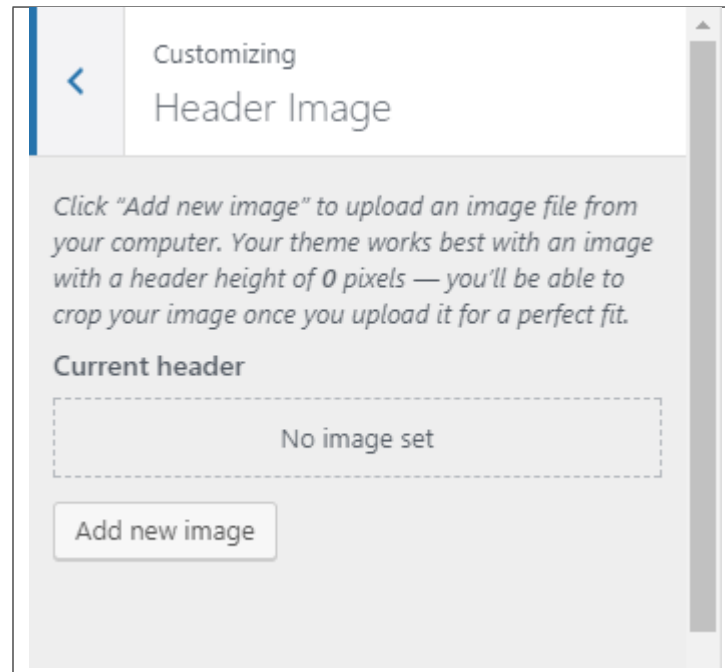 Customizing
Header Image
Click “Add new image” to upload an image file from
your computer. Your theme works best with an image
with a header height of 0 pixels — you’ll be able to
crop your image once you upload it for a perfect fit.
Current header
No image set
Add new image